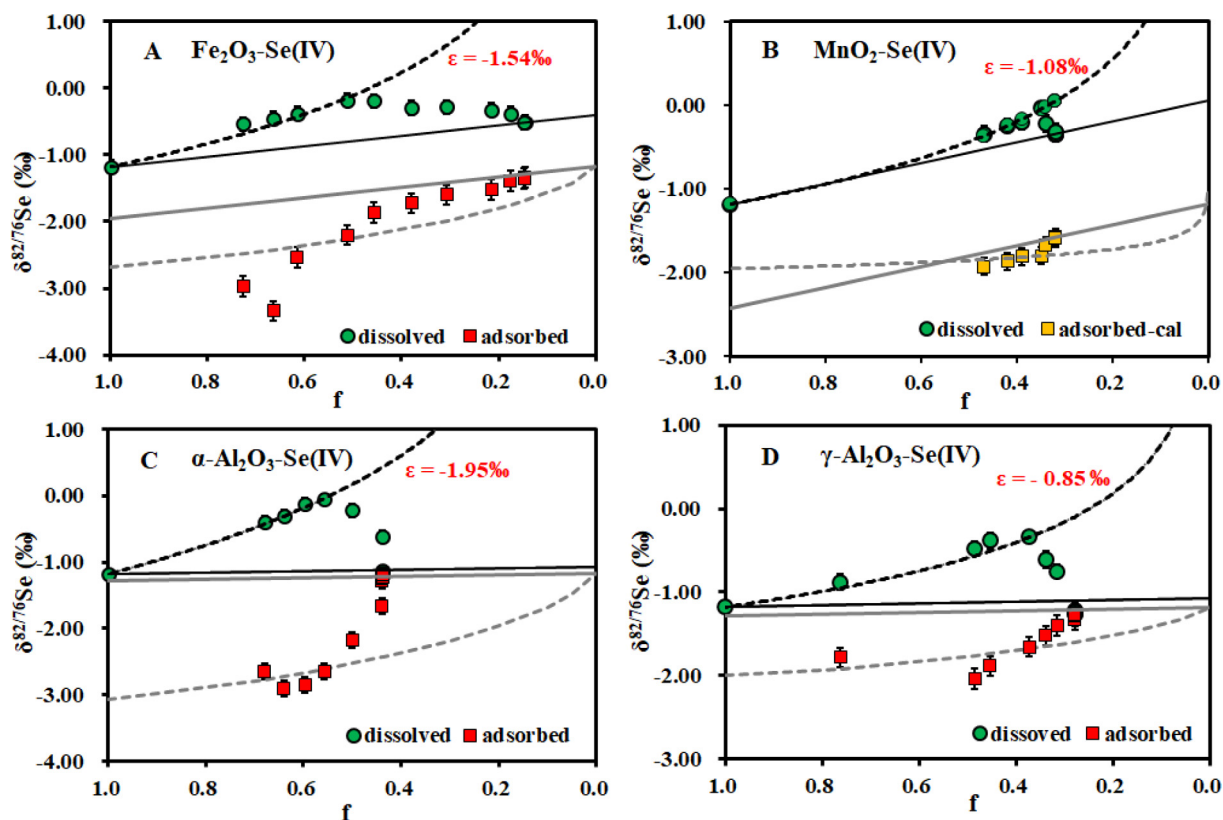 A Fe₂O₃-Se(IV)
ε = -1.54‰
δ⁸²/⁷⁶Se (‰)
1.00
0.00
-1.00
-2.00
-3.00
-4.00
dissolved adsorbed
1.0 0.8 0.6 0.4 0.2 0.0
f
B MnO₂-Se(IV)
ε = -1.08‰
δ⁸²/⁷⁶Se (‰)
1.00
0.00
-1.00
-2.00
-3.00
dissolved adsorbed-cal
1.0 0.8 0.6 0.4 0.2 0.0
f
C α-Al₂O₃-Se(IV)
ε = -1.95‰
δ⁸²/⁷⁶Se (‰)
1.00
0.00
-1.00
-2.00
-3.00
-4.00
dissolved adsorbed
1.0 0.8 0.6 0.4 0.2 0.0
f
D γ-Al₂O₃-Se(IV)
ε = - 0.85‰
δ⁸²/⁷⁶Se (‰)
1.00
0.00
-1.00
-2.00
-3.00
dissoved adsorbed
1.0 0.8 0.6 0.4 0.2 0.0
f